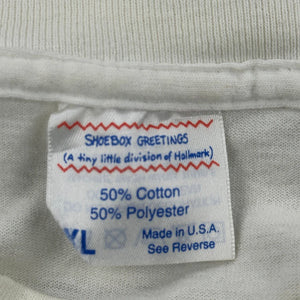 SHOEBOX GREETINGS
(A tiny little division of Hallmark)
50% Cotton
50% Polyester
XL
Made in U.S.A.
See Reverse